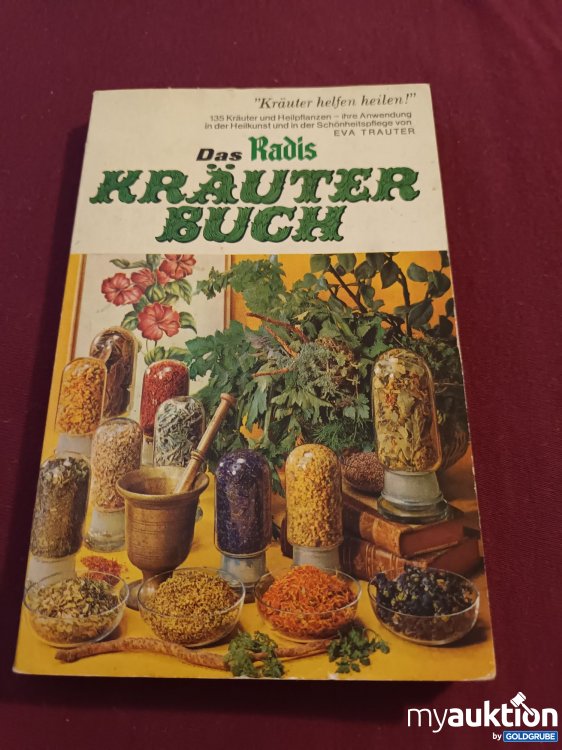 "Kräuter helfen heilen!"
135 Kräuter und Heilpflanzen – ihre Anwendung
in der Heilkunst und in der Schönheitspflege von
EVA TRAUTER
Das Radis
KRÄUTER
BUCH
myauktion
by GOLDGRUBE